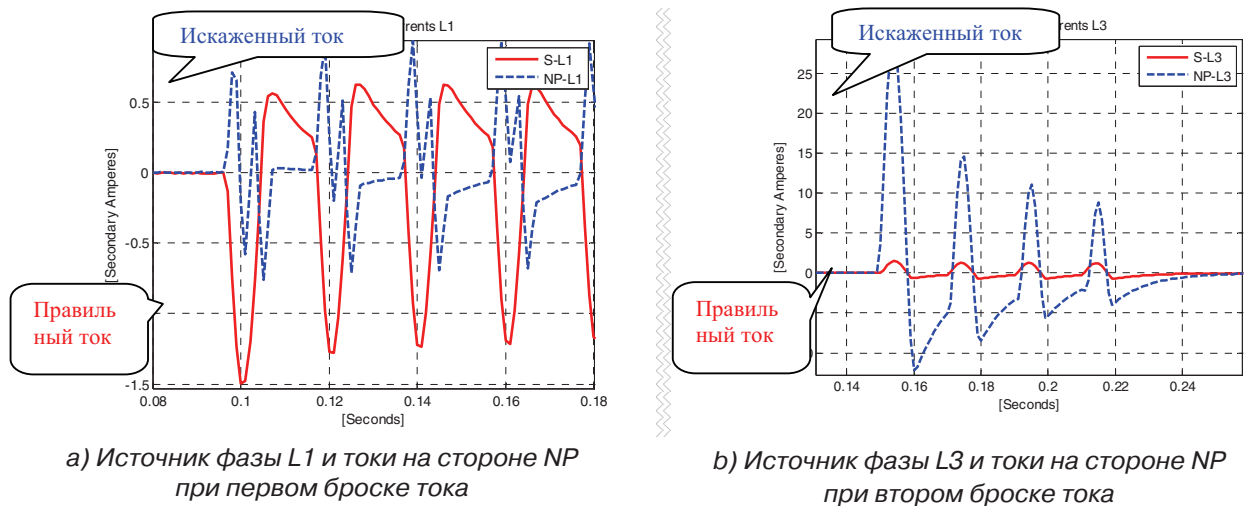 Искаженный ток
rents L1
S-L1
NP-L1
[Secondary Amperes]
0.5
0
-0.5
-1.5
0.08
0.1
0.12
0.14
0.16
0.18
[Seconds]
Правиль
ный ток
а) Источник фазы L1 и токи на стороне NP
при первом броске тока
Искаженный ток
rents L3
S-L3
NP-L3
[Secondary Amperes]
25
20
15
10
5
0
0.14
0.16
0.18
0.2
0.22
0.24
[Seconds]
Правиль
ный ток
b) Источник фазы L3 и токи на стороне NP
при втором броске тока